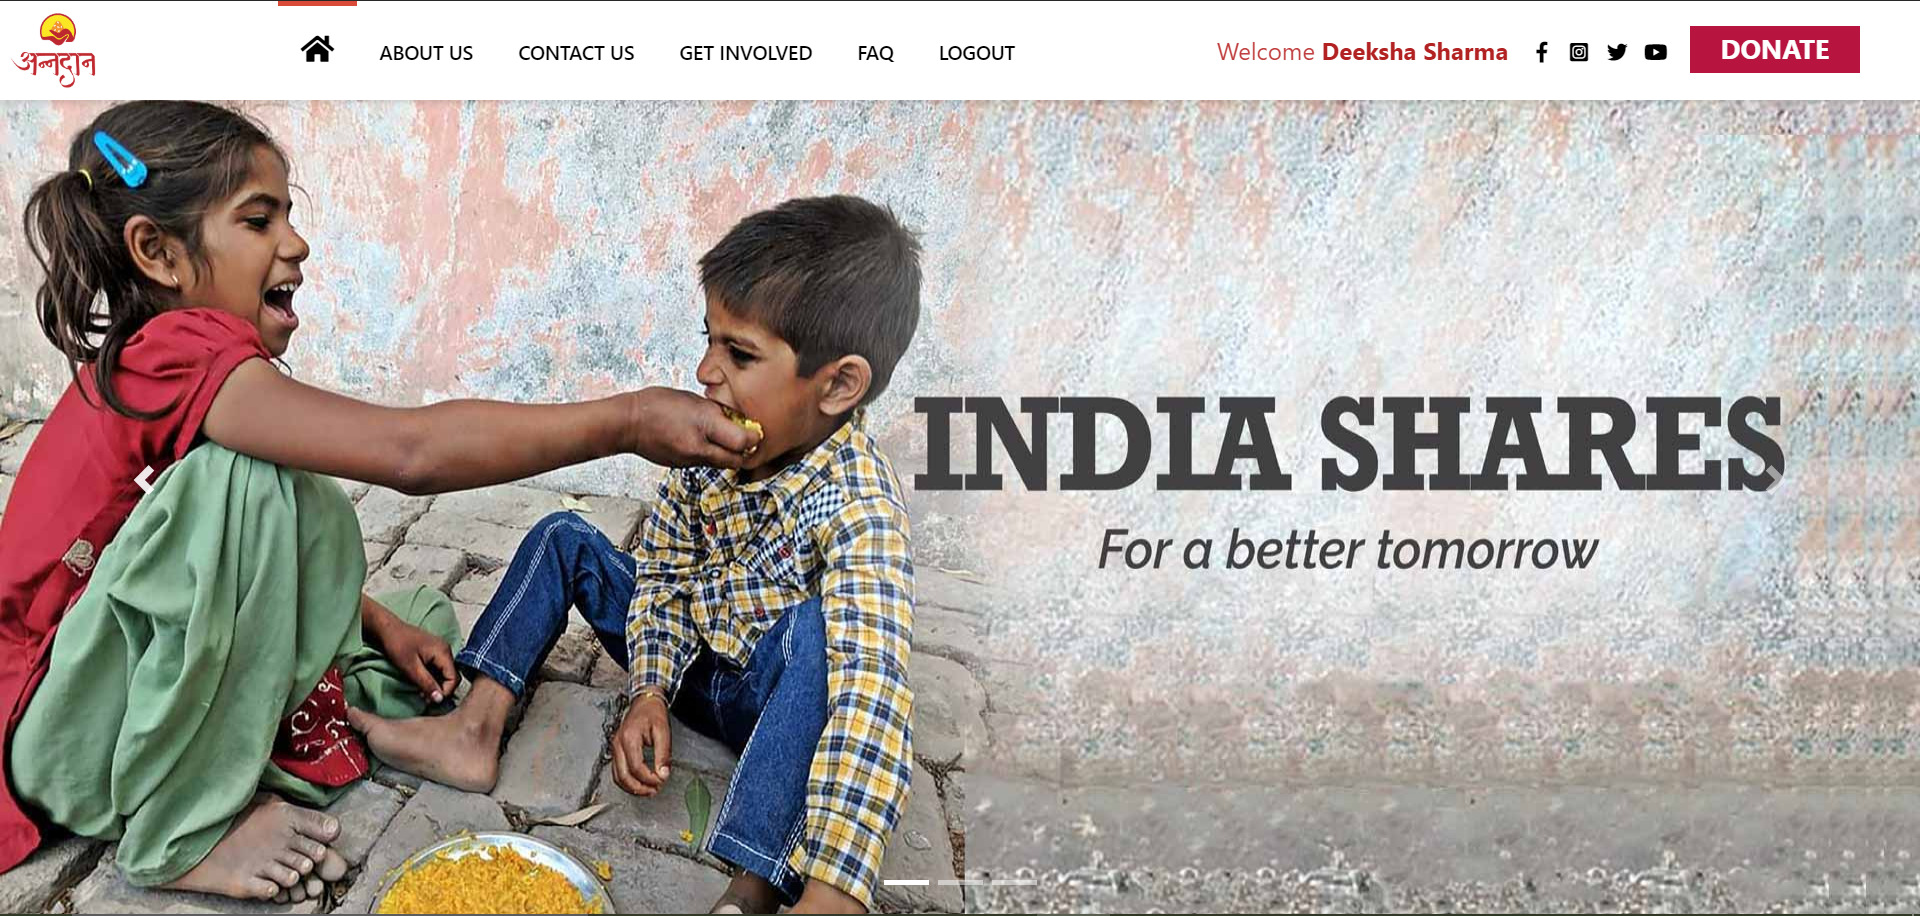 अन्नदान
ABOUT US
CONTACT US
GET INVOLVED
FAQ
LOGOUT
Welcome Deeksha Sharma
DONATE
INDIA SHARES
For a better tomorrow